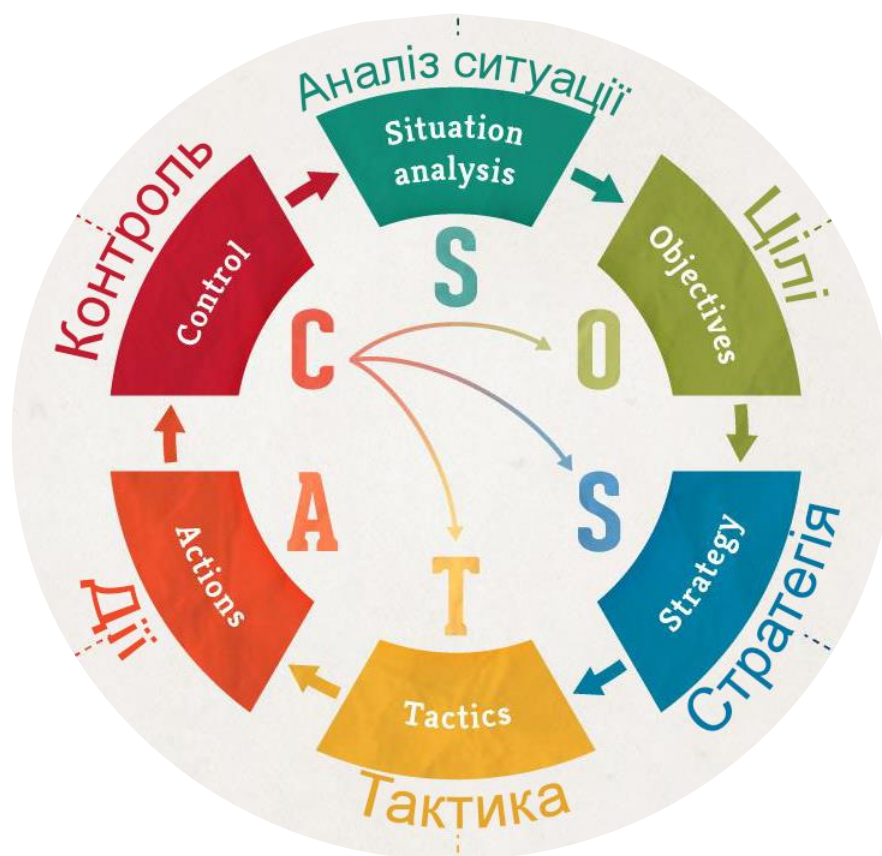 Аналіз ситуації
Situation
analysis
S
Цілі
Objectives
O
Стратегія
Strategy
S
Тактика
Tactics
T
Дії
Actions
A
Контроль
Control
C